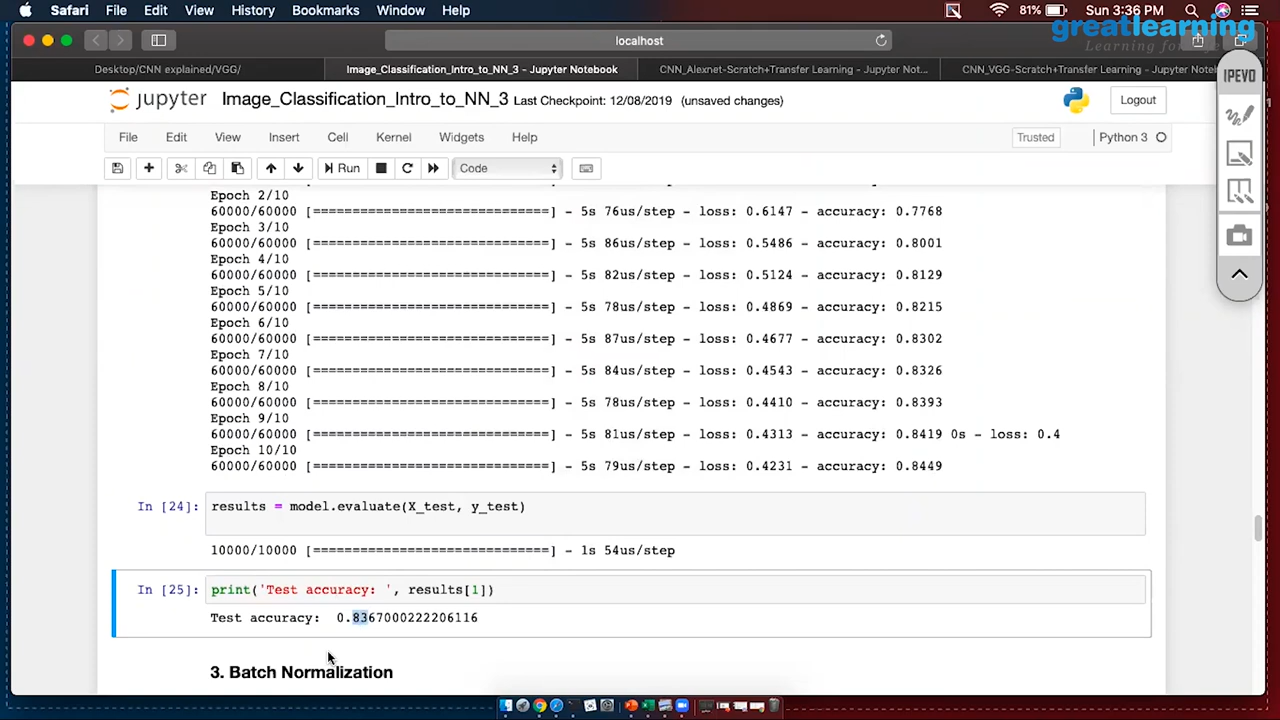 Safari File Edit View History Bookmarks Window Help 81% Sun 3:36 PM
greatlearning
Learning for
localhost
Desktop/CNN explained/VGG/ Image_Classification_Intro_to_NN_3 - Jupyter Notebook CNN_Alexnet-Scratch+Transfer Learning - Jupyter Not... CNN_VGG-Scratch+Transfer Learning - Jupyter Note
IPEVO
jupyter Image_Classification_Intro_to_NN_3 Last Checkpoint: 12/08/2019 (unsaved changes) Logout
File Edit View Insert Cell Kernel Widgets Help Trusted Python 3
Run Code
Epoch 2/10
60000/60000 [==============================] - 5s 76us/step - loss: 0.6147 - accuracy: 0.7768
Epoch 3/10
60000/60000 [==============================] - 5s 86us/step - loss: 0.5486 - accuracy: 0.8001
Epoch 4/10
60000/60000 [==============================] - 5s 82us/step - loss: 0.5124 - accuracy: 0.8129
Epoch 5/10
60000/60000 [==============================] - 5s 78us/step - loss: 0.4869 - accuracy: 0.8215
Epoch 6/10
60000/60000 [==============================] - 5s 87us/step - loss: 0.4677 - accuracy: 0.8302
Epoch 7/10
60000/60000 [==============================] - 5s 84us/step - loss: 0.4543 - accuracy: 0.8326
Epoch 8/10
60000/60000 [==============================] - 5s 78us/step - loss: 0.4410 - accuracy: 0.8393
Epoch 9/10
60000/60000 [==============================] - 5s 81us/step - loss: 0.4313 - accuracy: 0.8419 0s - loss: 0.4
Epoch 10/10
60000/60000 [==============================] - 5s 79us/step - loss: 0.4231 - accuracy: 0.8449
In [24]: results = model.evaluate(X_test, y_test)
10000/10000 [==============================] - 1s 54us/step
In [25]: print('Test accuracy: ', results[1])
Test accuracy: 0.8367000222206116
3. Batch Normalization